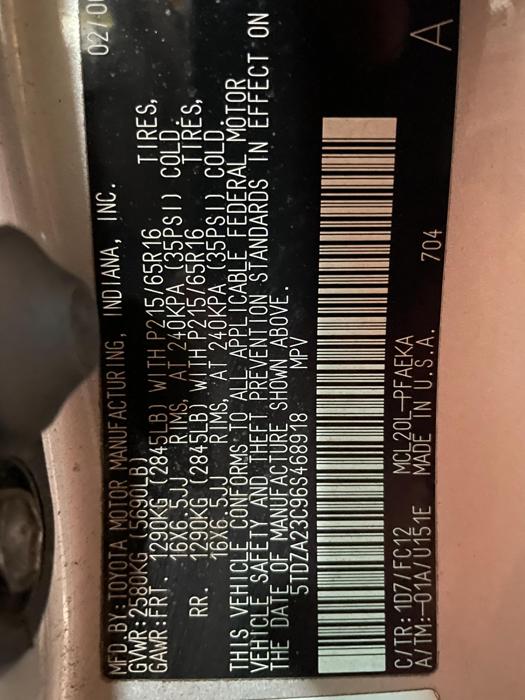 MFD BY: TOYOTA MOTOR MANUFACTURING, INDIANA, INC. 02/0
GVWR: 2580KG (5690LB)
GAWR: FRT. 1290KG (2845LB) WITH P215/65R16 TIRES,
16X6.5JJ RIMS, AT 240KPA (35PSI) COLD.
RR. 1290KG (2845LB) WITH P215/65R16 TIRES,
16X6.5JJ RIMS, AT 240KPA (35PSI) COLD.
THIS VEHICLE CONFORMS TO ALL APPLICABLE FEDERAL MOTOR
VEHICLE SAFETY AND THEFT PREVENTION STANDARDS IN EFFECT ON
THE DATE OF MANUFACTURE SHOWN ABOVE.
5TDZA23C96S468918 MPV
C/TR: 1D7/FC12 MCL20L-PFAEKA 704 A
A/TM:-01A/U151E MADE IN U.S.A.